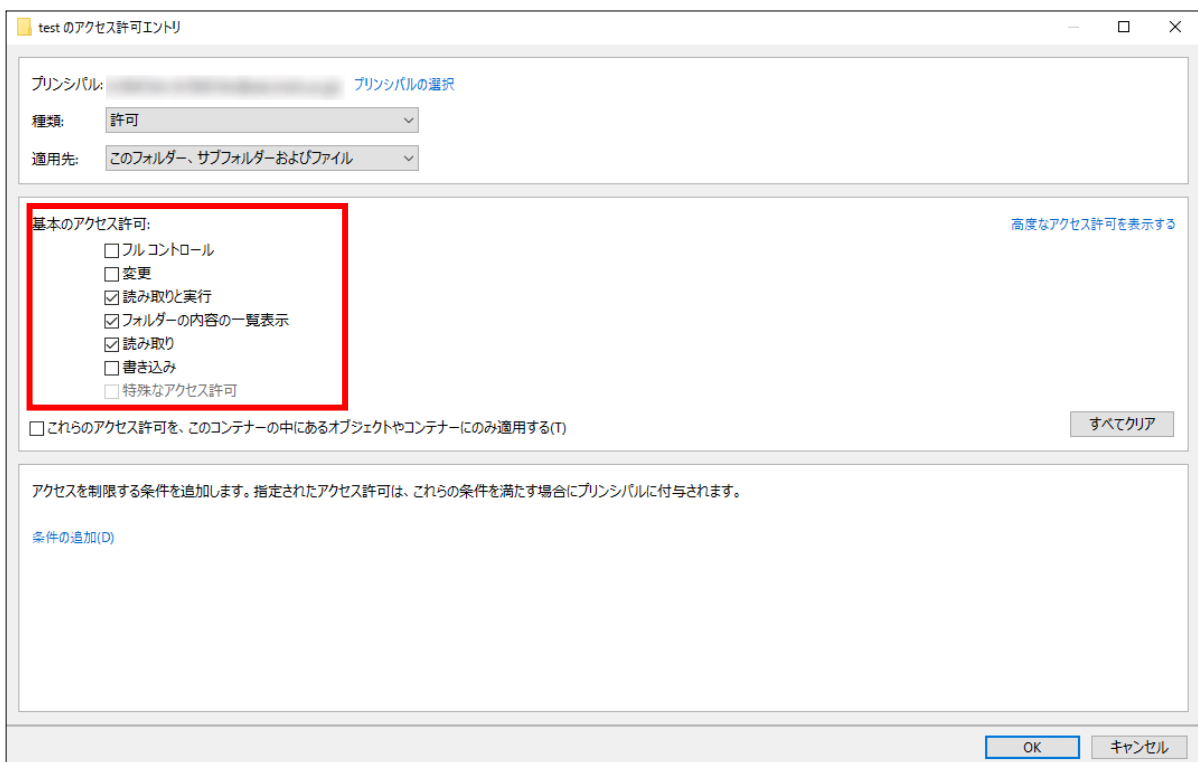 test のアクセス許可エントリ
プリンシパル: プリンシパルの選択
種類: 許可
適用先: このフォルダー、サブフォルダーおよびファイル
基本のアクセス許可: 高度なアクセス許可を表示する
フル コントロール
変更
読み取りと実行
フォルダーの内容の一覧表示
読み取り
書き込み
特殊なアクセス許可
これらのアクセス許可を、このコンテナーの中にあるオブジェクトやコンテナーにのみ適用する(T) すべてクリア
アクセスを制限する条件を追加します。指定されたアクセス許可は、これらの条件を満たす場合にプリンシパルに付与されます。
条件の追加(D)
OK キャンセル